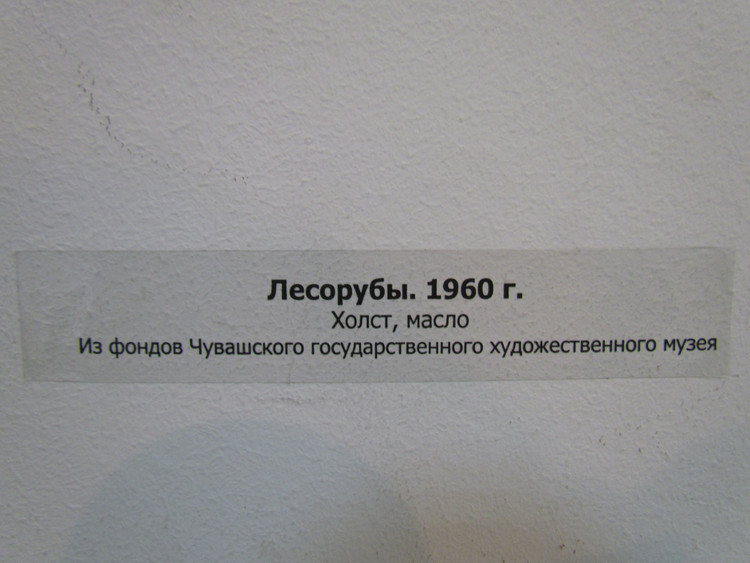 Лесорубы. 1960 г.
Холст, масло
Из фондов Чувашского государственного художественного музея